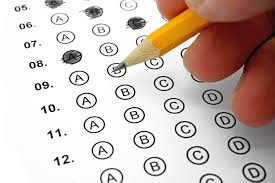 05.
06. A
07. A B C
08. B C D
09. A B C D
10. A B C D
11. A B C D
12. A B C D
B C D